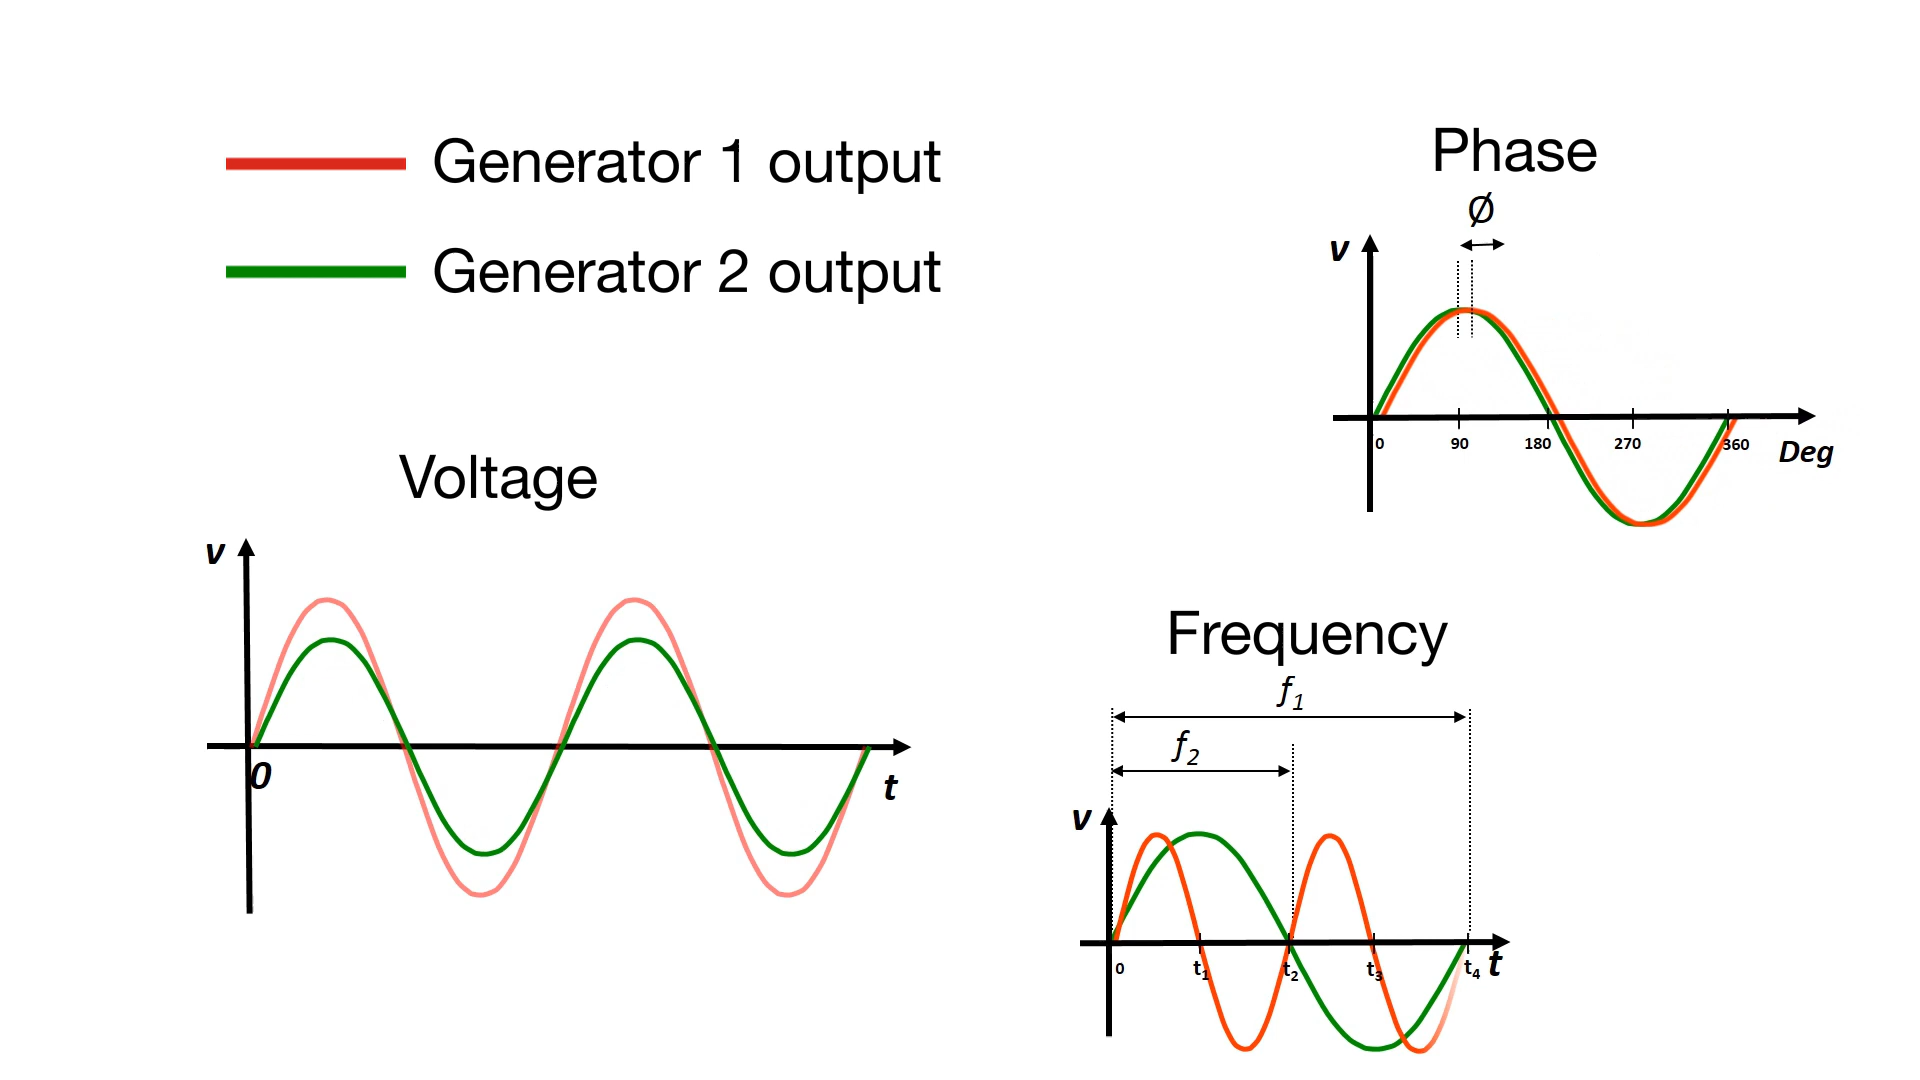 Generator 1 output
Generator 2 output
Phase
Ø
v
0 90 180 270 360
Deg
Voltage
v
0
t
Frequency
f1
f2
v
0 t1 t2 t3 t4 t